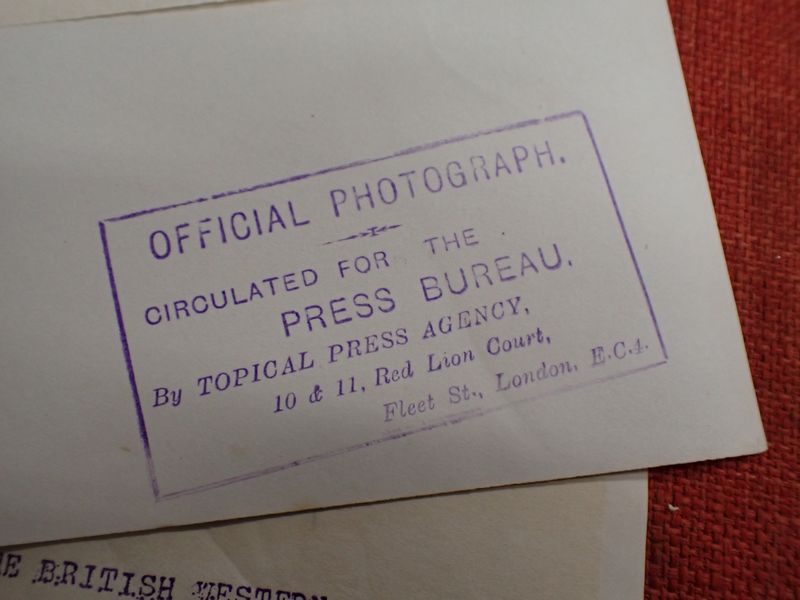 OFFICIAL PHOTOGRAPH.
CIRCULATED FOR THE
PRESS BUREAU.
By TOPICAL PRESS AGENCY,
10 & 11, Red Lion Court,
Fleet St., London, E.C.4.
BRITISH WESTERN